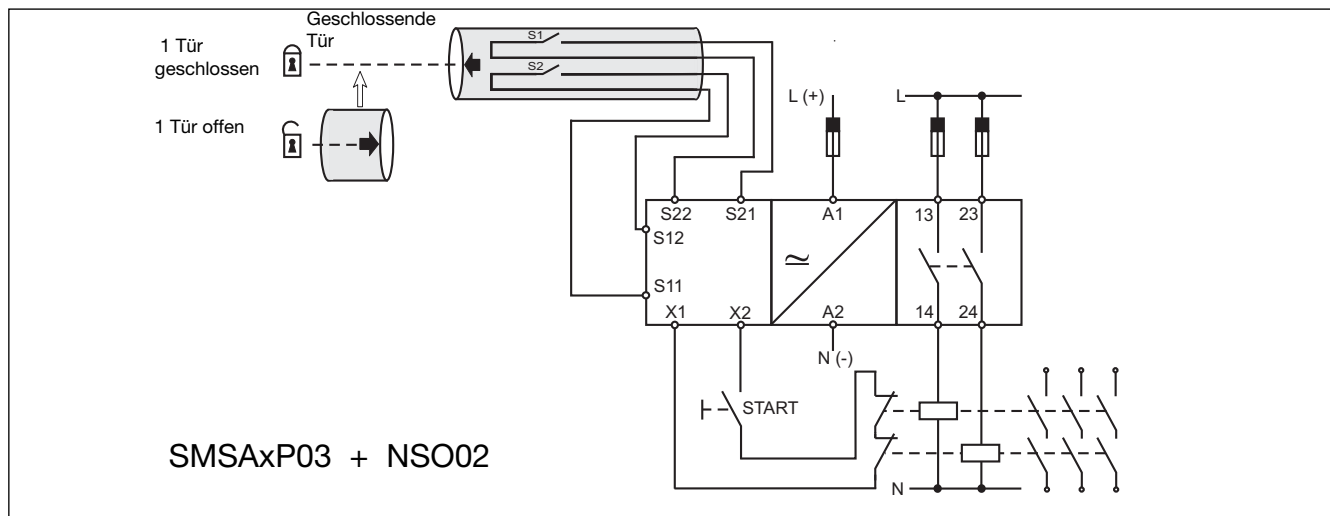 Geschlossende
Tür
1 Tür
geschlossen
1 Tür offen
S1
S2
L (+)
L
S22
S21
A1
13
23
S12
≃
S11
X1
X2
A2
14
24
N (-)
START
SMSAxP03 + NSO02
N